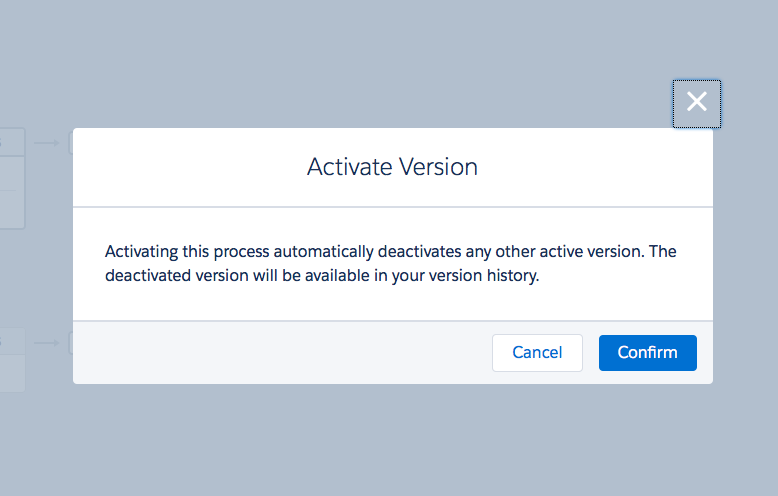 Activate Version
Activating this process automatically deactivates any other active version. The
deactivated version will be available in your version history.
Cancel
Confirm